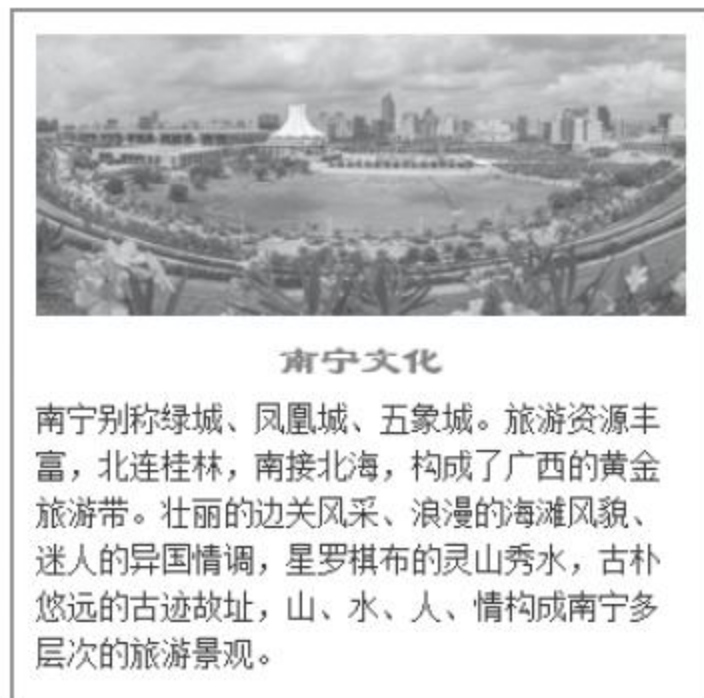 南宁文化
南宁别称绿城、凤凰城、五象城。旅游资源丰
富，北连桂林，南接北海，构成了广西的黄金
旅游带。壮丽的边关风采、浪漫的海滩风貌、
迷人的异国情调，星罗棋布的灵山秀水，古朴
悠远的古迹故址，山、水、人、情构成南宁多
层次的旅游景观。